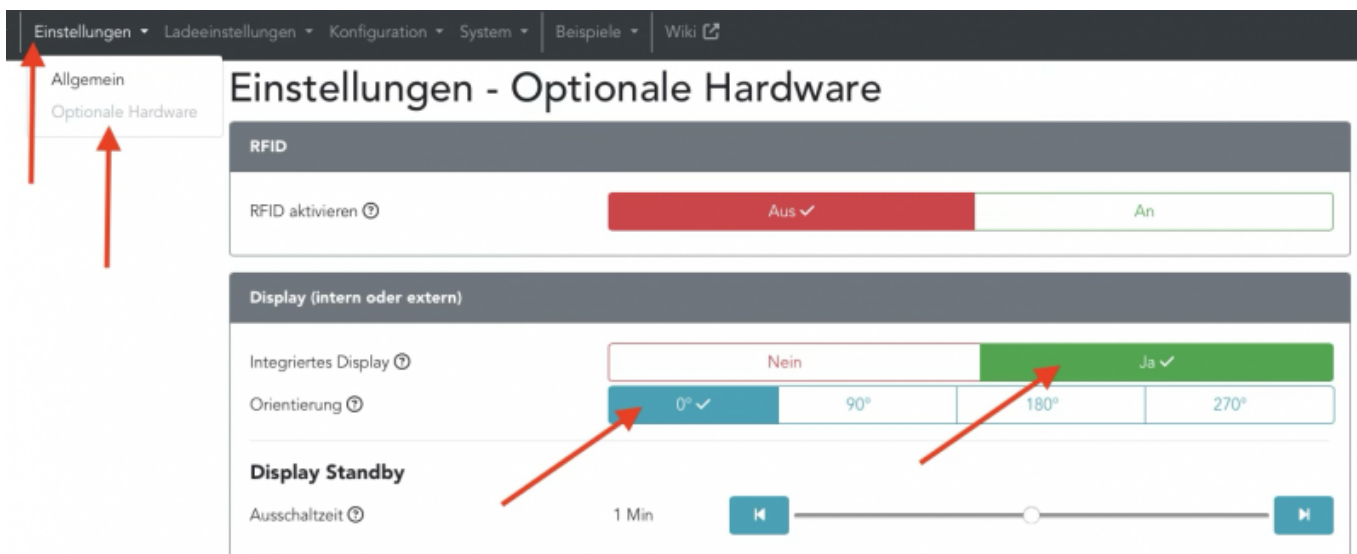 Einstellungen Ladeeinstellungen Konfiguration System Beispiele Wiki
Allgemein
Optionale Hardware
Einstellungen - Optionale Hardware
RFID
RFID aktivieren Aus An
Display (intern oder extern)
Integriertes Display Nein Ja
Orientierung 0° 90° 180° 270°
Display Standby
Ausschaltzeit 1 Min